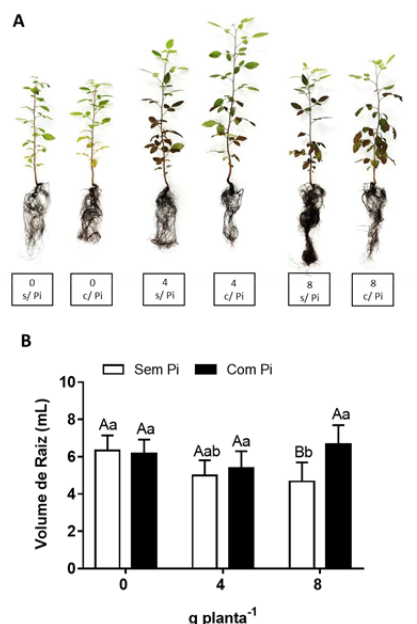 A
0 s/ Pi
0 c/ Pi
4 s/ Pi
4 c/ Pi
8 s/ Pi
8 c/ Pi
B
Sem Pi Com Pi
Volume de Raiz (mL)
10
8
6
4
2
0
Aa Aa Aab Aa Bb Aa
0 4 8
g planta⁻¹